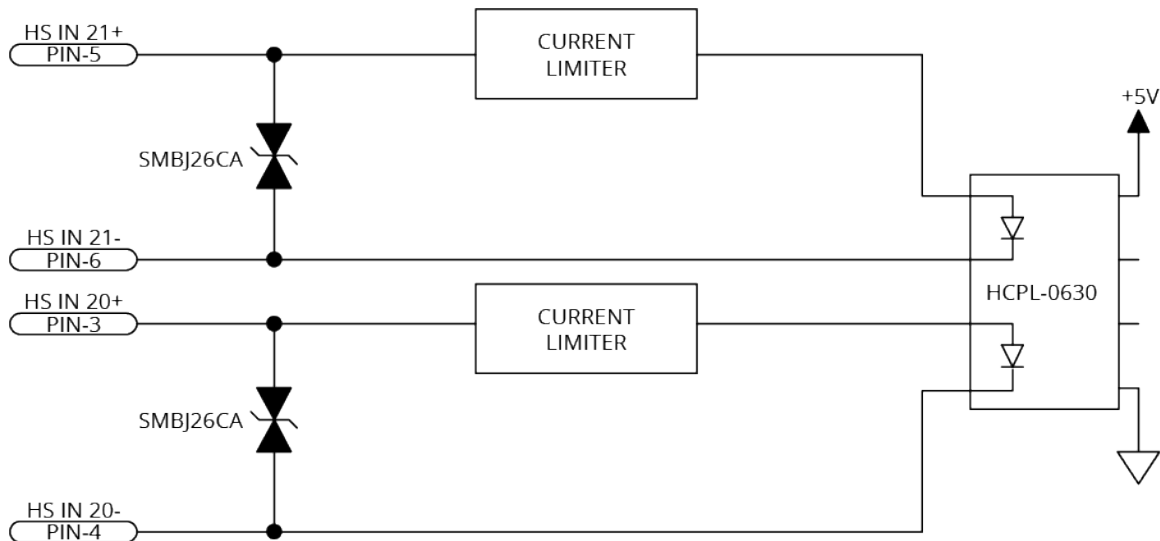 HS IN 21+
PIN-5
CURRENT
LIMITER
+5V
SMBJ26CA
HS IN 21-
PIN-6
HCPL-0630
HS IN 20+
PIN-3
CURRENT
LIMITER
SMBJ26CA
HS IN 20-
PIN-4